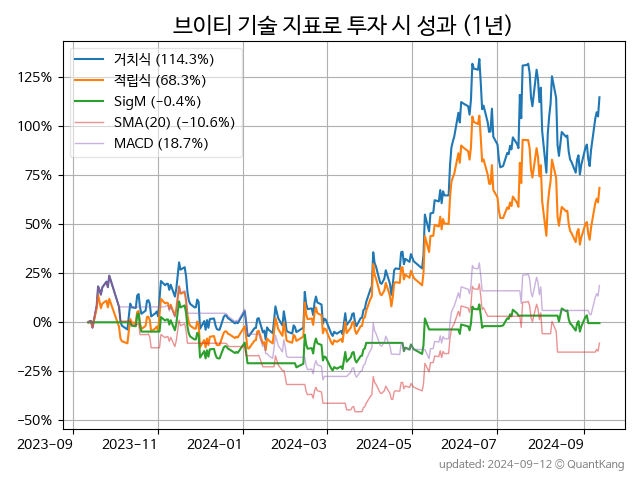 브이티 기술 지표로 투자 시 성과 (1년)
거치식 (114.3%)
적립식 (68.3%)
SigM (−0.4%)
SMA(20) (−10.6%)
MACD (18.7%)
125%
100%
75%
50%
25%
0%
−25%
−50%
2023-09
2023-11
2024-01
2024-03
2024-05
2024-07
2024-09
updated: 2024-09-12 ⓒ QuantKang